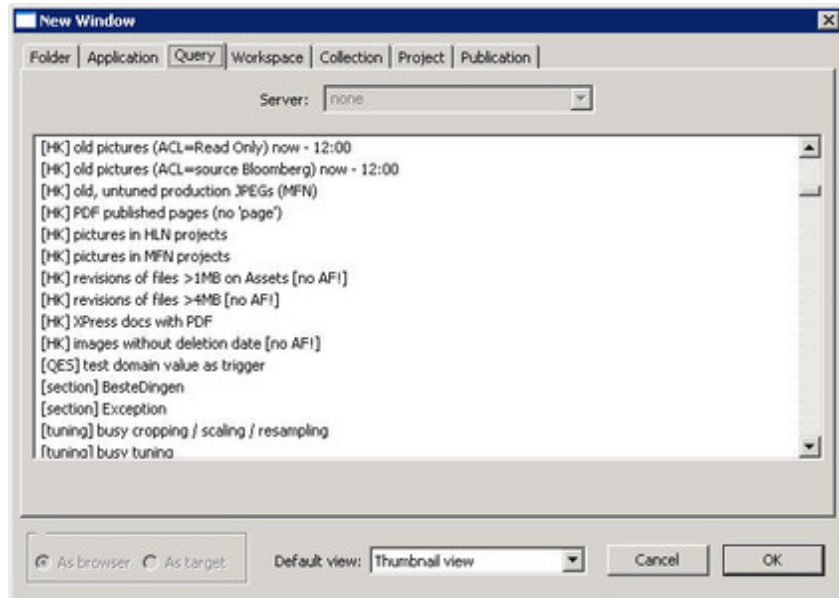 New Window
Folder Application Query Workspace Collection Project Publication
Server: none
[HK] old pictures (ACL=Read Only) now - 12:00
[HK] old pictures (ACL=source Bloomberg) now - 12:00
[HK] old, untuned production JPEGs (MFN)
[HK] PDF published pages (no 'page')
[HK] pictures in HLN projects
[HK] pictures in MFN projects
[HK] revisions of files >1MB on Assets [no AF!]
[HK] revisions of files >4MB [no AF!]
[HK] XPress docs with PDF
[HK] images without deletion date [no AF!]
[QES] test domain value as trigger
[section] BesteDingen
[section] Exception
[tuning] busy cropping / scaling / resampling
[tuning] busy tuning
As browser As target Default view: Thumbnail view Cancel OK